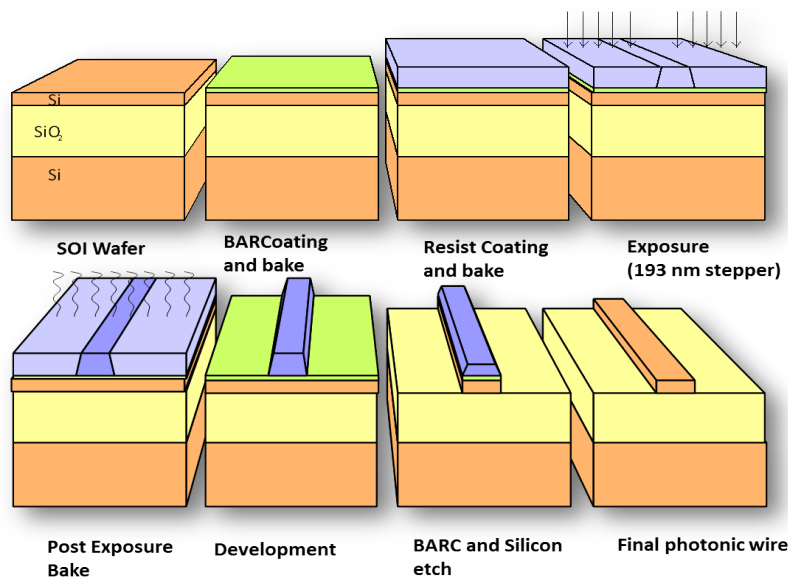 Si
SiO₂
Si
SOI Wafer
BARCoating
and bake
Resist Coating
and bake
Exposure
(193 nm stepper)
Post Exposure
Bake
Development
BARC and Silicon
etch
Final photonic wire